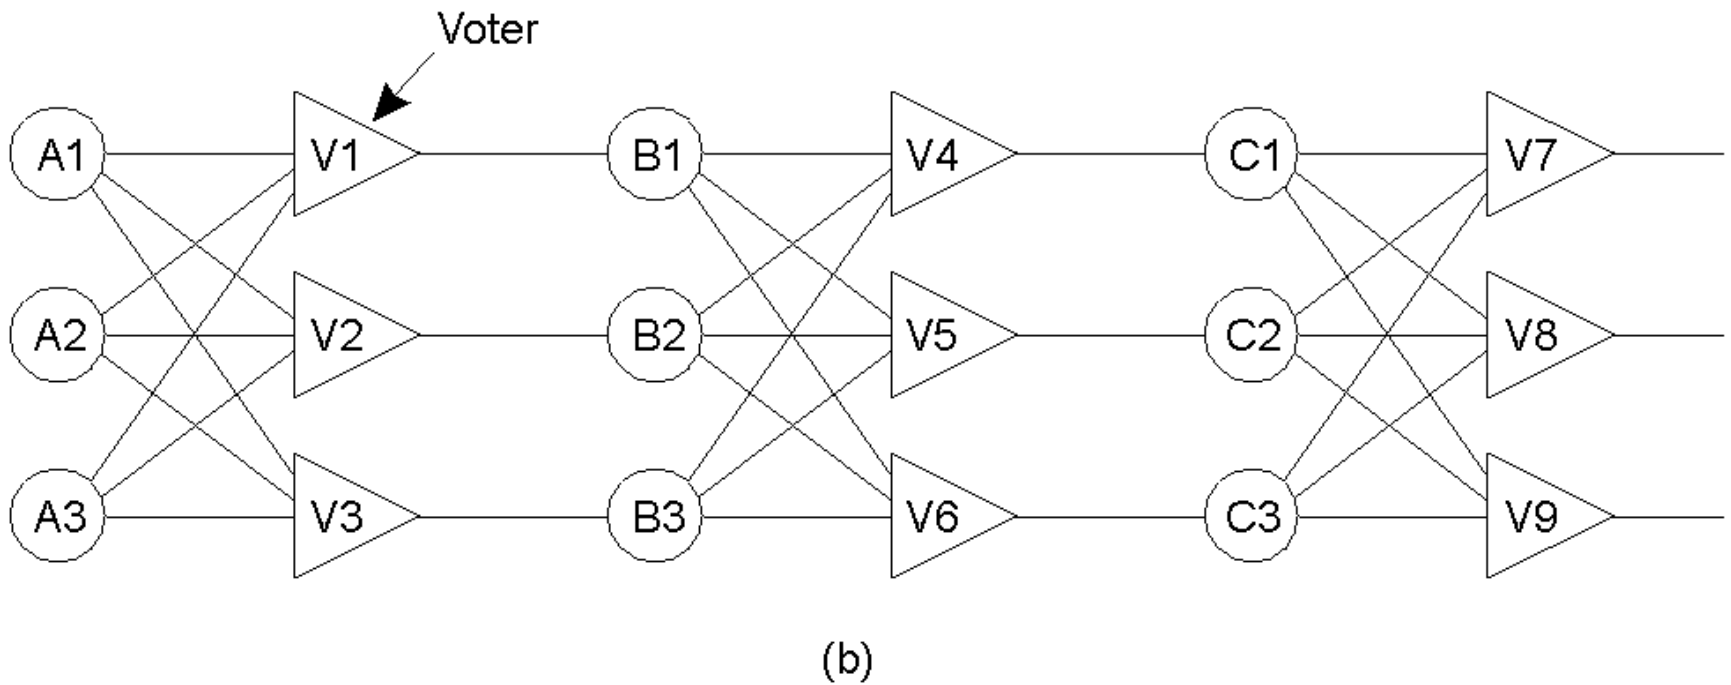 Voter
A1 V1 B1 V4 C1 V7
A2 V2 B2 V5 C2 V8
A3 V3 B3 V6 C3 V9
(b)